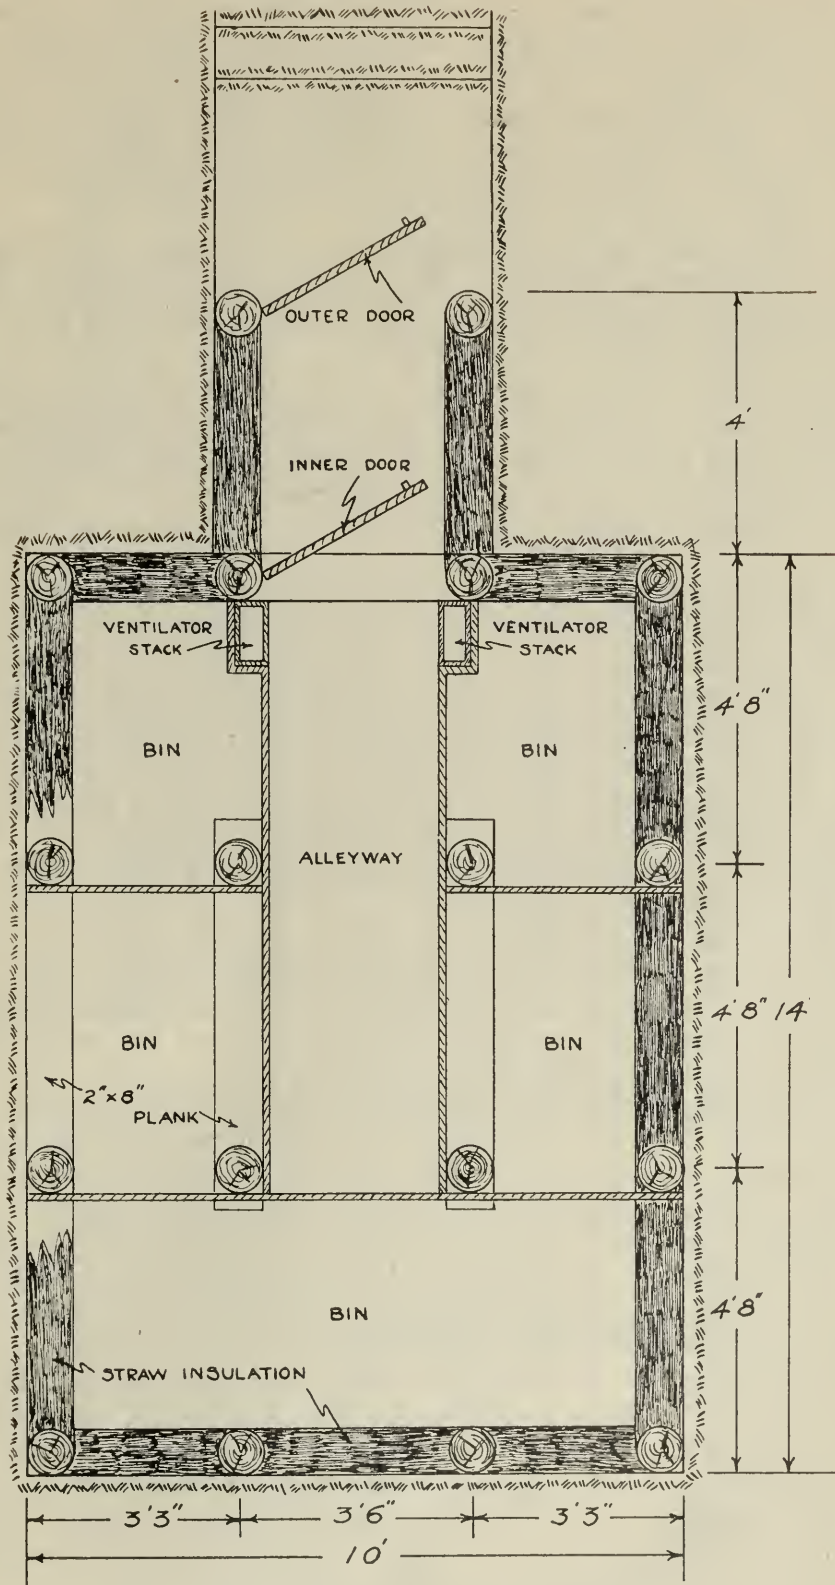 OUTER DOOR
4'
INNER DOOR
VENTILATOR
STACK
VENTILATOR
STACK
4'8"
BIN
BIN
ALLEYWAY
4'8"
14
BIN
BIN
2"x8"
PLANK
4'8"
BIN
STRAW INSULATION
3'3"
3'6"
3'3"
10'